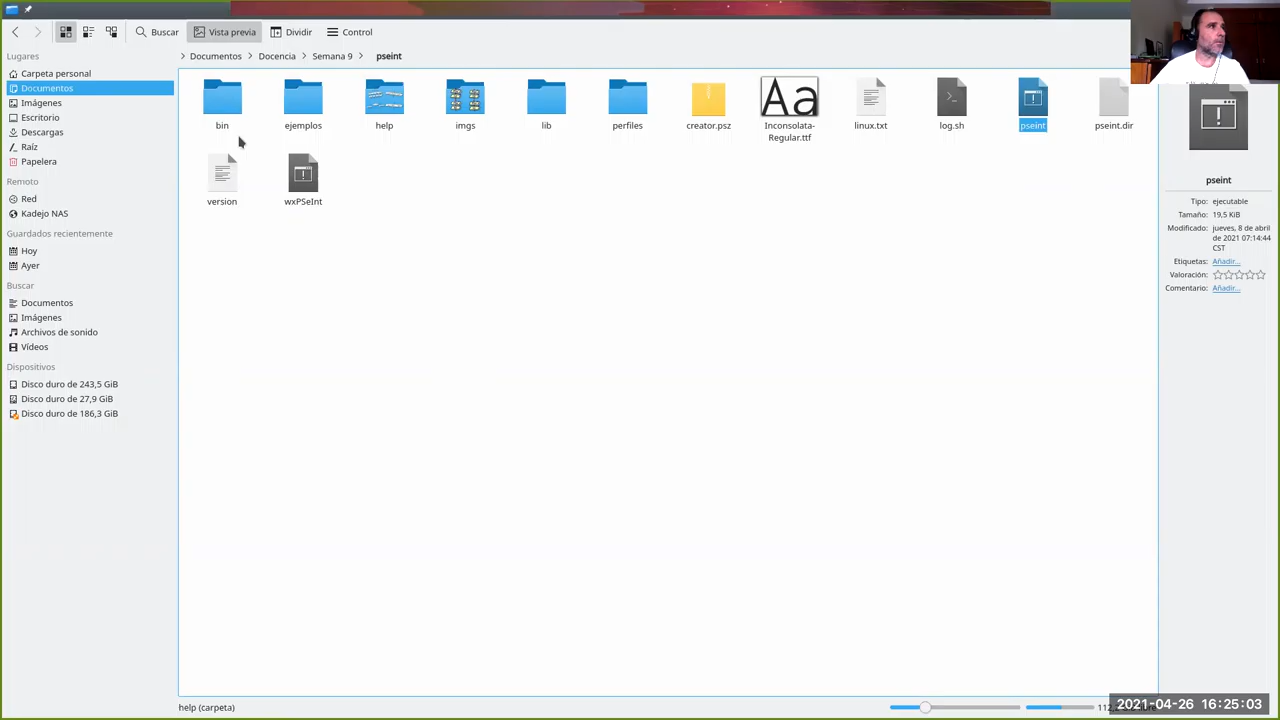 Buscar
Vista previa
Dividir
Control
Lugares
Documentos
Docencia
Semana 9
pseint
Carpeta personal
Documentos
Imágenes
Escritorio
Descargas
Raíz
Papelera
Remoto
Red
Kadejo NAS
Guardados recientemente
Hoy
Ayer
Buscar
Documentos
Imágenes
Archivos de sonido
Vídeos
Dispositivos
Disco duro de 243,5 GiB
Disco duro de 27,9 GiB
Disco duro de 186,3 GiB
bin
ejemplos
help
imgs
lib
perfiles
creator.psz
Aa
Inconsolata-
Regular.ttf
linux.txt
log.sh
pseint
pseint.dir
version
wxPSeInt
pseint
Tipo: ejecutable
Tamaño: 19,5 KiB
Modificado: jueves, 8 de abril
de 2021 07:14:44
CST
Etiquetas: Añadir...
Valoración:
Comentario: Añadir...
help (carpeta)
2021-04-26 16:25:03